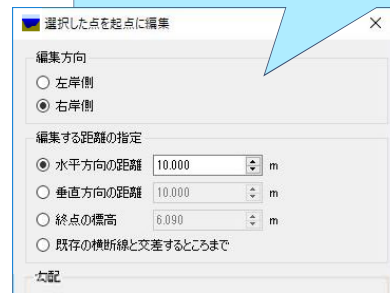 選択した点を起点に編集
編集方向
左岸側
右岸側
編集する距離の指定
水平方向の距離 10.000 m
垂直方向の距離 10.000 m
終点の標高 6.090 m
既存の横断線と交差するところまで
勾配